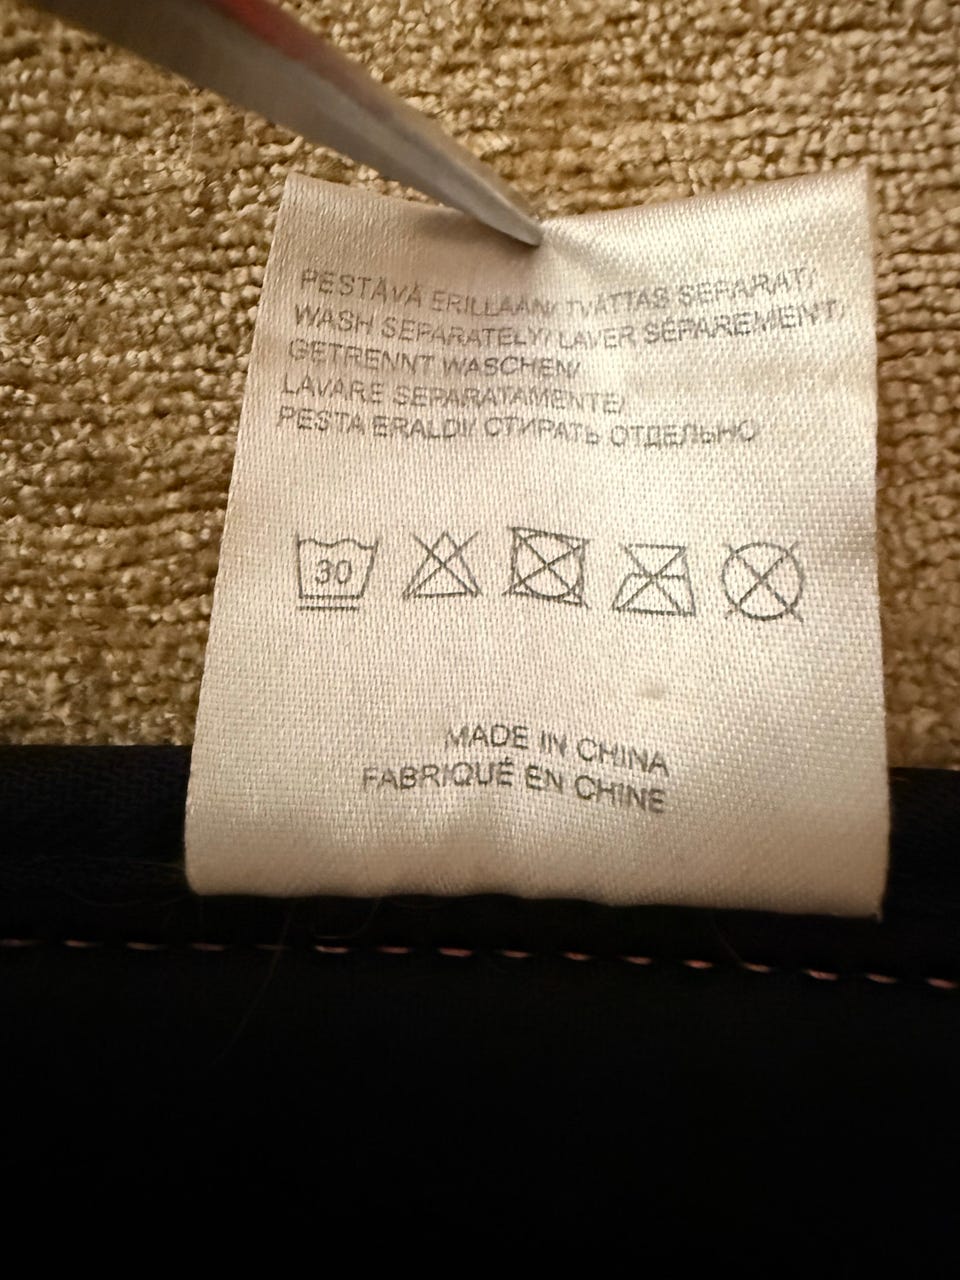 PESTÄVÄ ERILLÄÄN/ TVÄTTAS SEPARAT/
WASH SEPARATELY/ LAVER SÉPAREMENT/
GETRENNT WASCHEN/
LAVARE SEPARATAMENTE/
PESTA ERALDI/ СТИРАТЬ ОТДЕЛЬНО
30
MADE IN CHINA
FABRIQUÉ EN CHINE